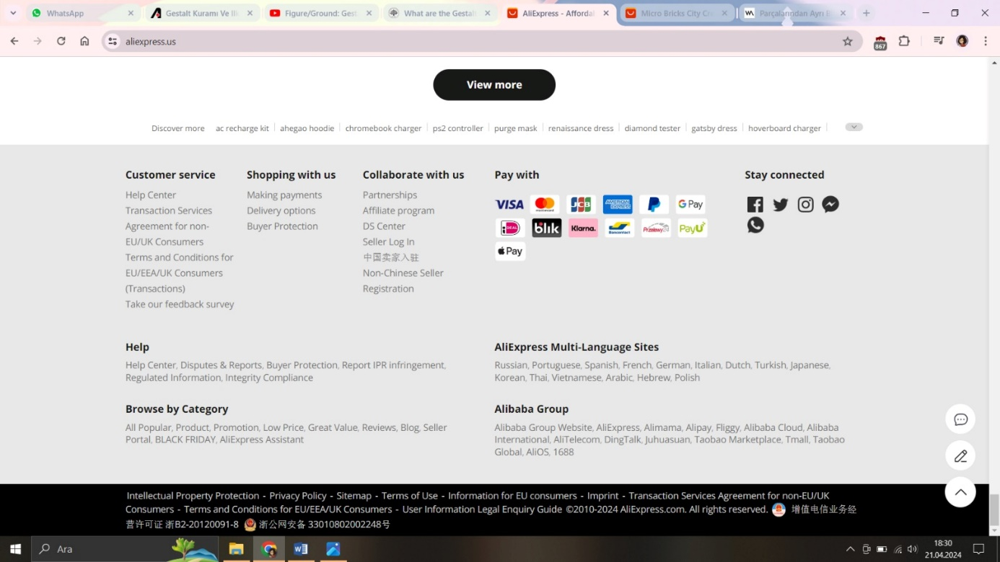 WhatsApp
Gestalt Kuramı Ve İlk
Figure/Ground: Gest
What are the Gestalt
AliExpress - Affordal
Micro Bricks City Cre
Parçalarından Ayrı B
aliexpress.us
867
View more
Discover more ac recharge kit ahegao hoodie chromebook charger ps2 controller purge mask renaissance dress diamond tester gatsby dress hoverboard charger
Customer service
Help Center
Transaction Services
Agreement for non-
EU/UK Consumers
Terms and Conditions for
EU/EEA/UK Consumers
(Transactions)
Take our feedback survey
Shopping with us
Making payments
Delivery options
Buyer Protection
Collaborate with us
Partnerships
Affiliate program
DS Center
Seller Log In
中国卖家入驻
Non-Chinese Seller
Registration
Pay with
VISA mastercard JCB AMERICAN EXPRESS G Pay
iDEAL blik Klarna. Bancontact Przelewy24 PayU
Pay
Stay connected
Help
Help Center, Disputes & Reports, Buyer Protection, Report IPR infringement,
Regulated Information, Integrity Compliance
AliExpress Multi-Language Sites
Russian, Portuguese, Spanish, French, German, Italian, Dutch, Turkish, Japanese,
Korean, Thai, Vietnamese, Arabic, Hebrew, Polish
Browse by Category
All Popular, Product, Promotion, Low Price, Great Value, Reviews, Blog, Seller
Portal, BLACK FRIDAY, AliExpress Assistant
Alibaba Group
Alibaba Group Website, AliExpress, Alimama, Alipay, Fliggy, Alibaba Cloud, Alibaba
International, AliTelecom, DingTalk, Juhuasuan, Taobao Marketplace, Tmall, Taobao
Global, AliOS, 1688
Intellectual Property Protection - Privacy Policy - Sitemap - Terms of Use - Information for EU consumers - Imprint - Transaction Services Agreement for non-EU/UK
Consumers - Terms and Conditions for EU/EEA/UK Consumers - User Information Legal Enquiry Guide ©2010-2024 AliExpress.com. All rights reserved. 增值电信业务经
营许可证 浙B2-20120091-8 浙公网安备 33010802002248号
Ara
18:30
21.04.2024